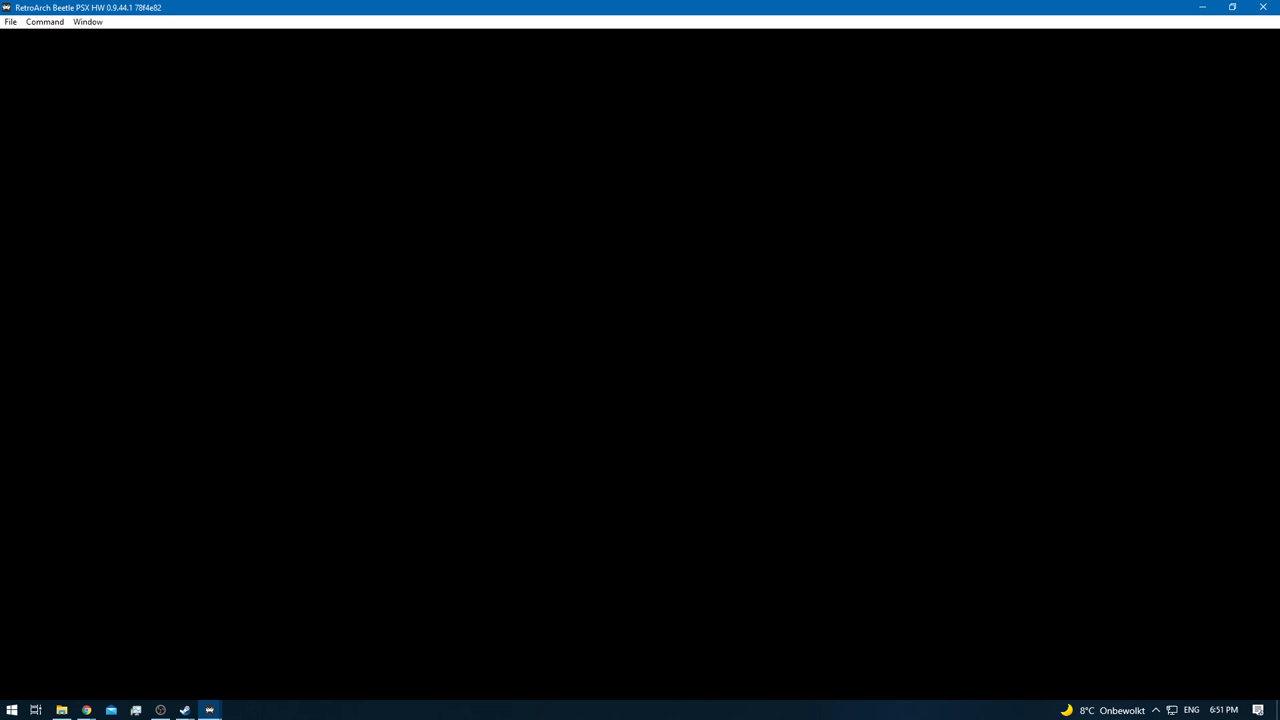 RetroArch Beetle PSX HW 0.9.44.1 78f4e82
File Command Window
8°C Onbewolkt ENG 6:51 PM